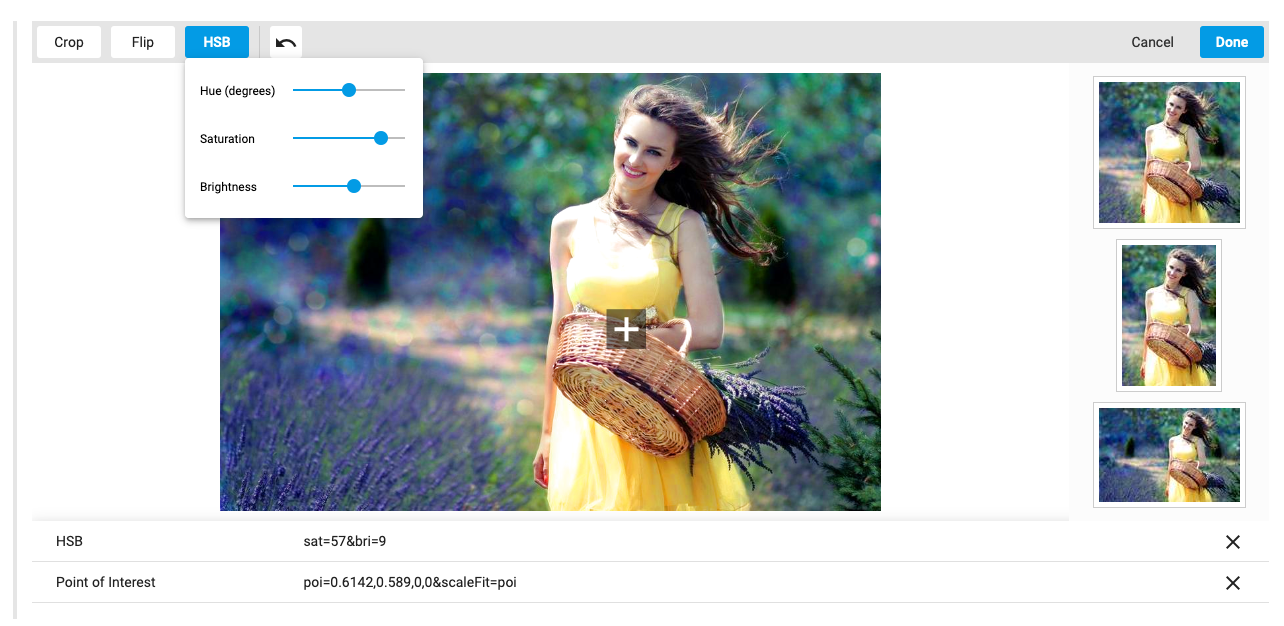 Crop Flip HSB Cancel Done
Hue (degrees)
Saturation
Brightness
HSB sat=57&bri=9
Point of Interest poi=0.6142,0.589,0,0&scaleFit=poi